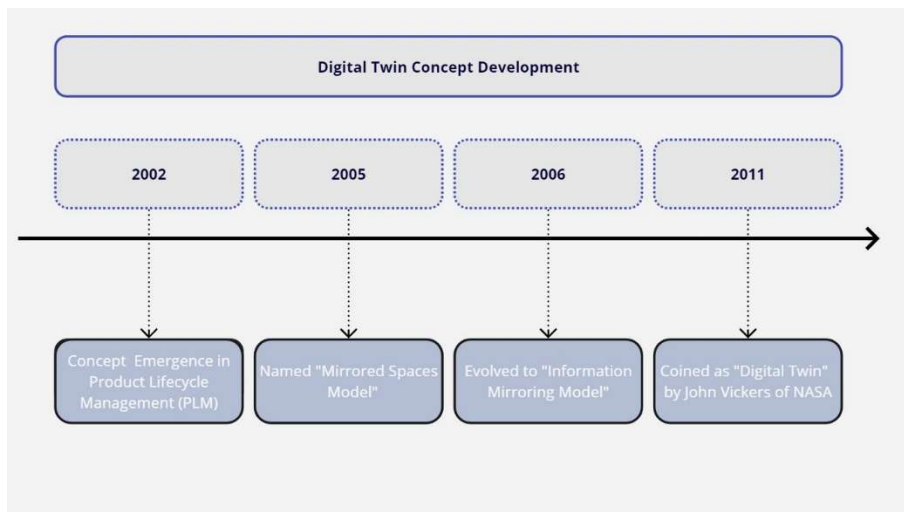 Digital Twin Concept Development
2002
2005
2006
2011
Concept Emergence in
Product Lifecycle
Management (PLM)
Named "Mirrored Spaces
Model"
Evolved to "Information
Mirroring Model"
Coined as "Digital Twin"
by John Vickers of NASA